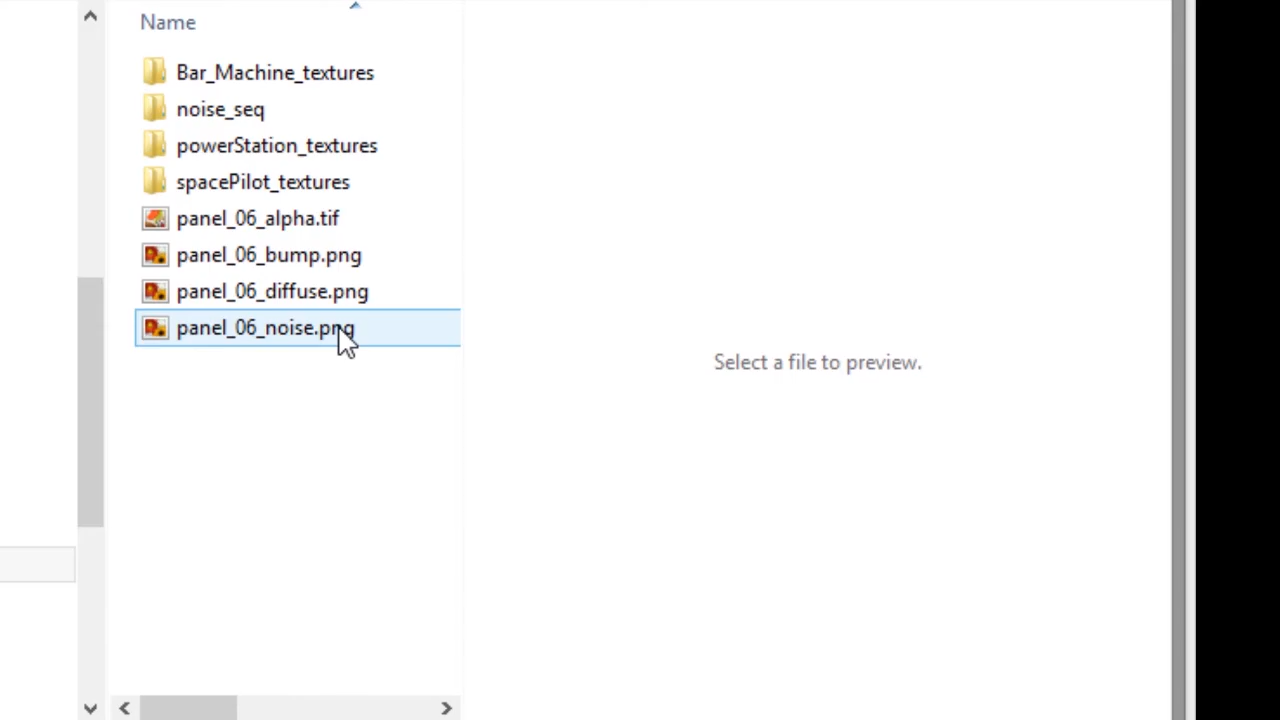 Name
Bar_Machine_textures
noise_seq
powerStation_textures
spacePilot_textures
panel_06_alpha.tif
panel_06_bump.png
panel_06_diffuse.png
panel_06_noise.png
Select a file to preview.